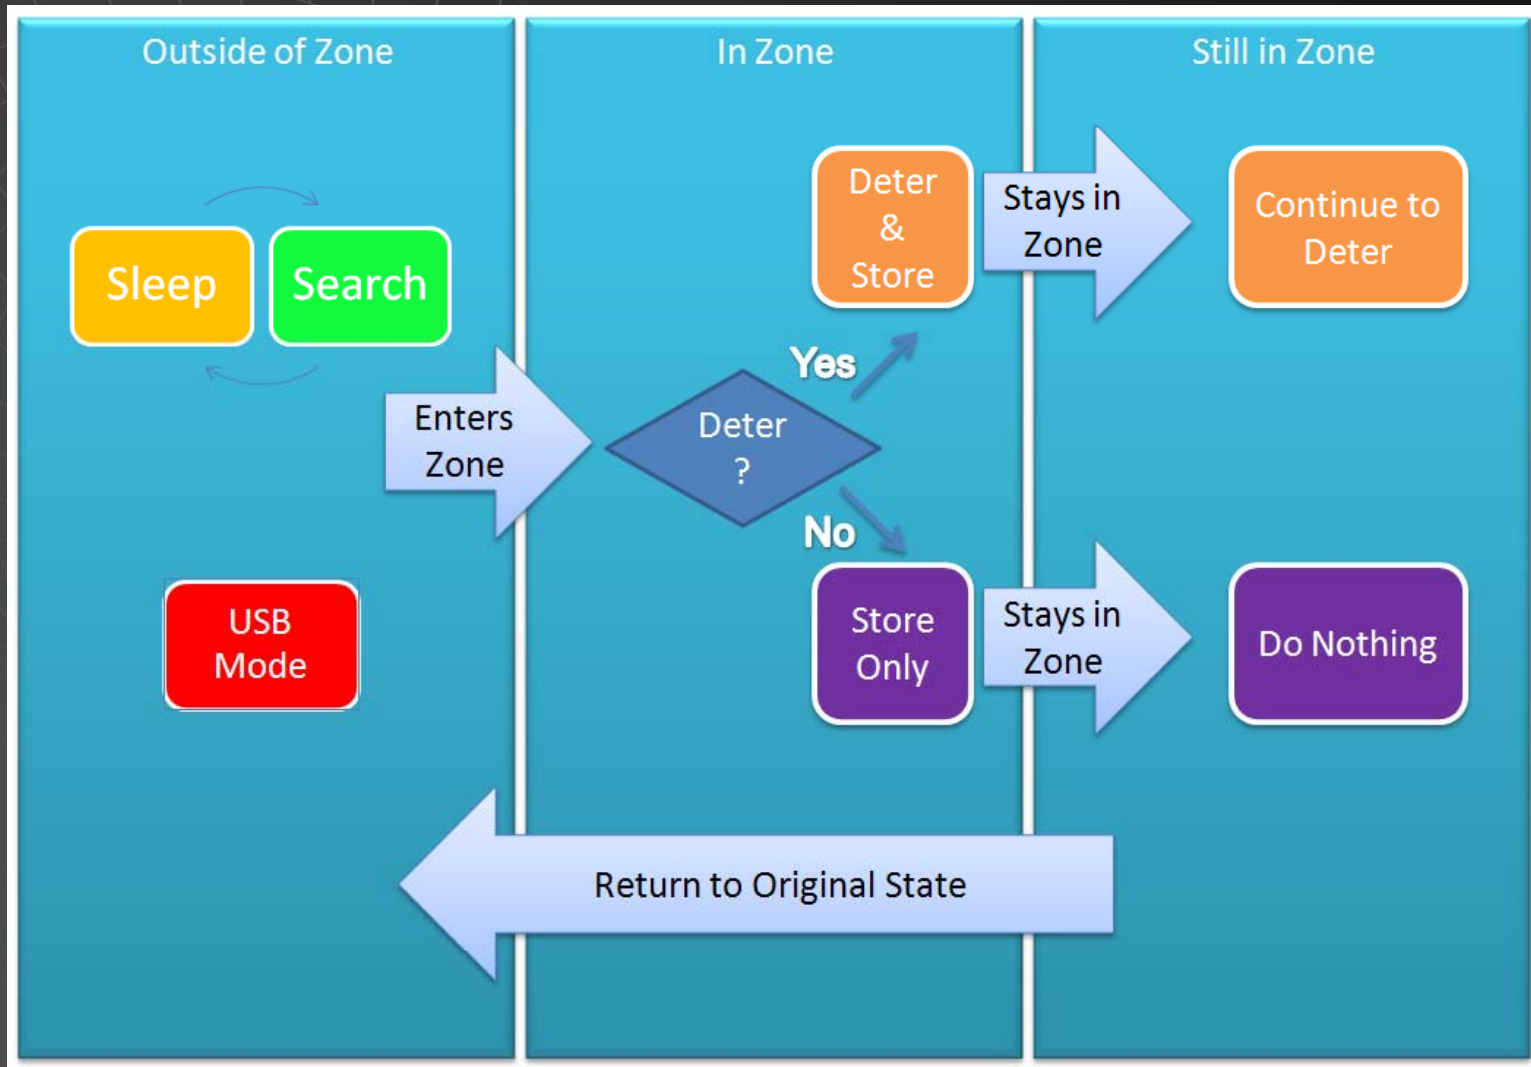 Outside of Zone
Sleep
Search
Enters
Zone
USB
Mode
In Zone
Deter
?
Yes
No
Deter
&
Store
Store
Only
Stays in
Zone
Stays in
Zone
Still in Zone
Continue to
Deter
Do Nothing
Return to Original State